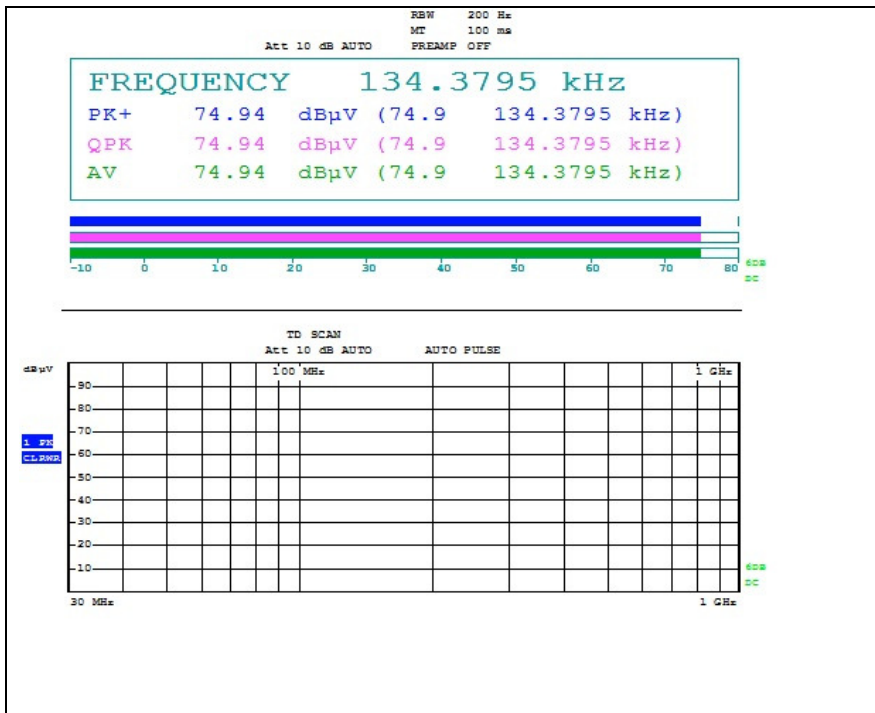 RBW 200 Hz
MT 100 ms
Att 10 dB AUTO PREAMP OFF
FREQUENCY 134.3795 kHz
PK+ 74.94 dBµV (74.9 134.3795 kHz)
QPK 74.94 dBµV (74.9 134.3795 kHz)
AV 74.94 dBµV (74.9 134.3795 kHz)
-10 0 10 20 30 40 50 60 70 80
6DB
DC
TD SCAN
Att 10 dB AUTO AUTO PULSE
dBµV
100 MHz 1 GHz
90
80
70
1 PK
60
CLRWR
50
40
30
20
10
6DB
DC
30 MHz 1 GHz